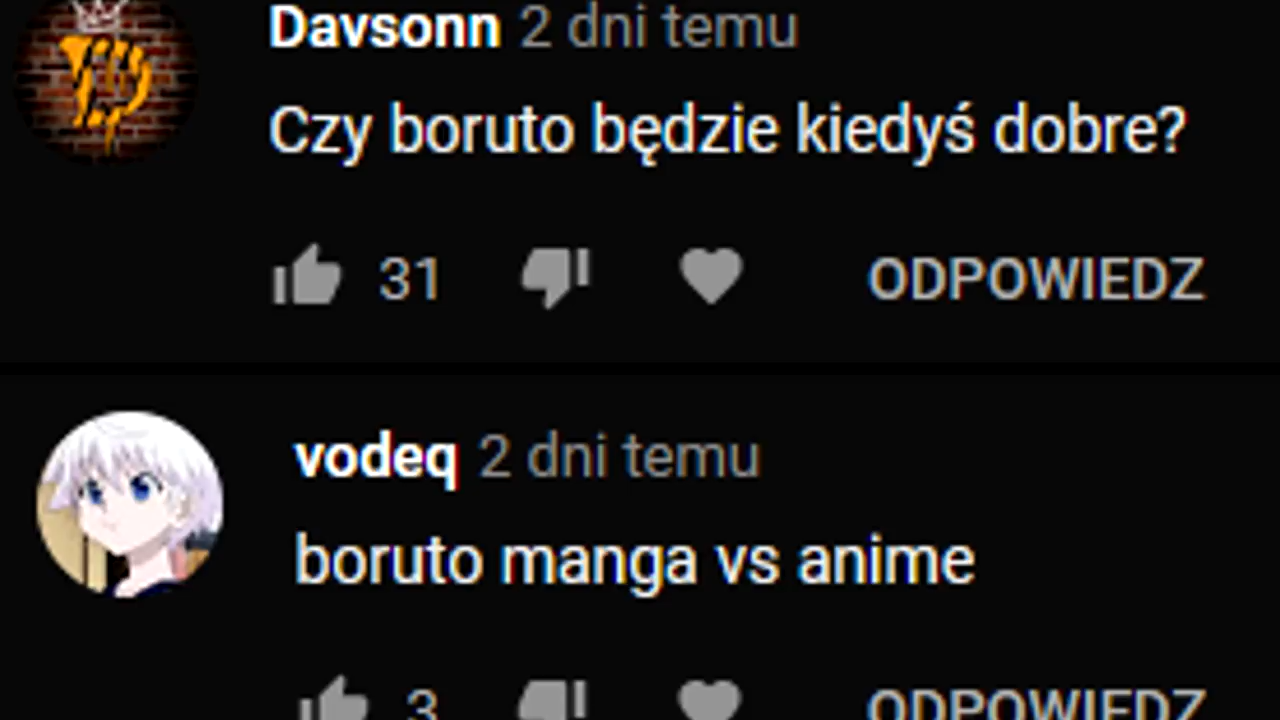 Davsonn 2 dni temu
Czy boruto będzie kiedyś dobre?
31 ODPOWIEDZ
vodeq 2 dni temu
boruto manga vs anime
3 ODPOWIEDZ